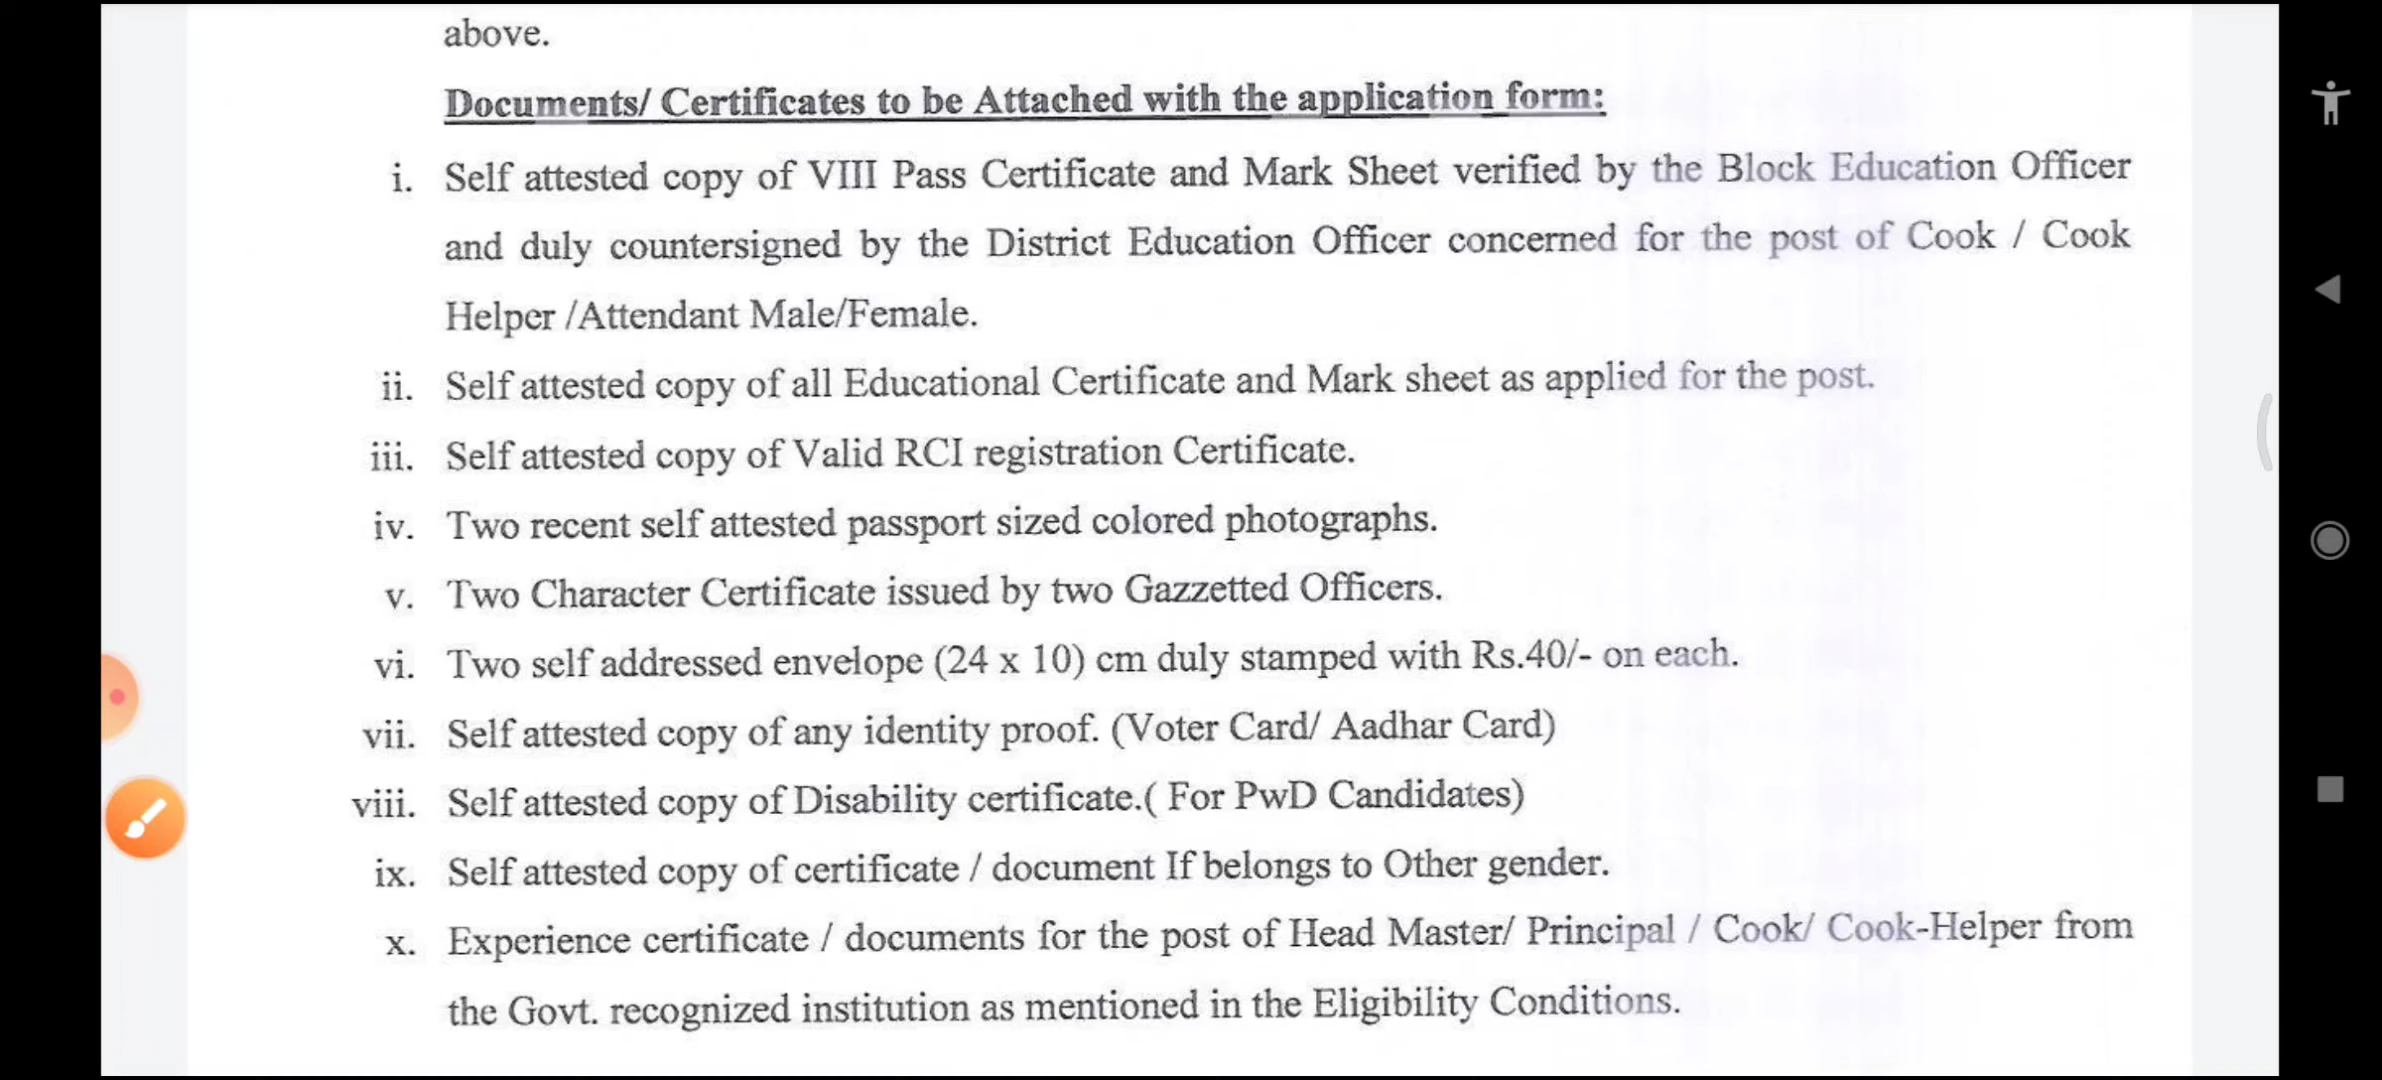 above.
Documents/ Certificates to be Attached with the application form:
i. Self attested copy of VIII Pass Certificate and Mark Sheet verified by the Block Education Officer
and duly countersigned by the District Education Officer concerned for the post of Cook / Cook
Helper /Attendant Male/Female.
ii. Self attested copy of all Educational Certificate and Mark sheet as applied for the post.
iii. Self attested copy of Valid RCI registration Certificate.
iv. Two recent self attested passport sized colored photographs.
v. Two Character Certificate issued by two Gazzetted Officers.
vi. Two self addressed envelope (24 x 10) cm duly stamped with Rs.40/- on each.
vii. Self attested copy of any identity proof. (Voter Card/ Aadhar Card)
viii. Self attested copy of Disability certificate.( For PwD Candidates)
ix. Self attested copy of certificate / document If belongs to Other gender.
x. Experience certificate / documents for the post of Head Master/ Principal / Cook/ Cook-Helper from
the Govt. recognized institution as mentioned in the Eligibility Conditions.